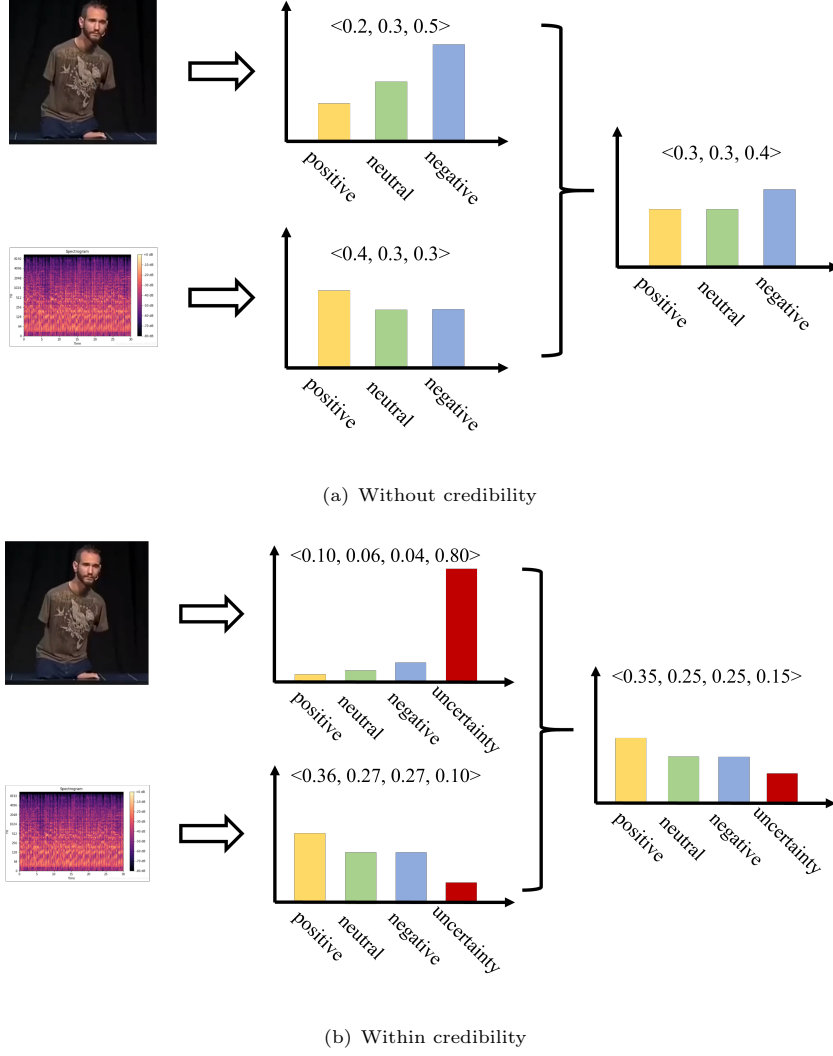 <0.2, 0.3, 0.5>
positive
neutral
negative
<0.3, 0.3, 0.4>
positive
neutral
negative
Spectrogram
<0.4, 0.3, 0.3>
positive
neutral
negative
(a) Without credibility
<0.10, 0.06, 0.04, 0.80>
positive
neutral
negative
uncertainty
<0.35, 0.25, 0.25, 0.15>
positive
neutral
negative
uncertainty
Spectrogram
<0.36, 0.27, 0.27, 0.10>
positive
neutral
negative
uncertainty
(b) Within credibility